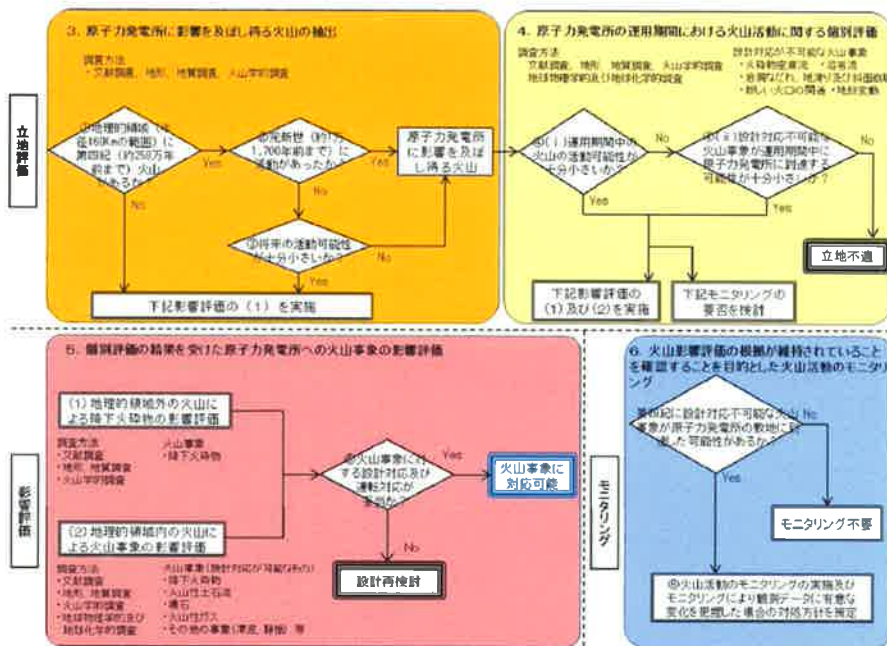 3. 原子力発電所に影響を及ぼし得る火山の抽出
調査方法
・文献調査、地形、地質調査、火山学的調査
立地評価
①地理的領域(半
径160Kmの範囲)に
第四紀(約258万年
前まで)火山
があるか?
Yes
No
②完新世(約1万
1,700年前まで)に
活動があったか?
Yes
No
③将来の活動可能性
が十分小さいか?
No
Yes
原子力発電所
に影響を及ぼ
し得る火山
下記影響評価の(1)を実施
4. 原子力発電所の運用期間における火山活動に関する個別評価
調査方法
・文献調査、地形、地質調査、火山学的調査
地球物理学的及び地球化学的調査
設計対応が不可能な火山事象
・火砕物密度流 ・溶岩流
・岩屑なだれ、地滑り及び斜面崩壊
・新しい火口の開通 ・地殻変動
④(ⅰ)運用期間中の
火山の活動可能性が
十分小さいか?
No
Yes
④(ⅱ)設計対応不可能な
火山事象が運用期間中に
原子力発電所に到達する
可能性が十分小さいか?
No
Yes
立地不適
下記影響評価の
(1)及び(2)を実施
下記モニタリングの
要否を検討
5. 個別評価の結果を受けた原子力発電所への火山事象の影響評価
影響評価
(1)地理的領域外の火山に
よる降下火砕物の影響評価
調査方法
・文献調査
・地形、地質調査
・火山学的調査
火山事象
・降下火砕物
(2)地理的領域内の火山に
よる火山事象の影響評価
調査方法
・文献調査
・地形、地質調査
・火山学的調査
・地球物理学的及び
地球化学的調査
火山事象(設計対応が可能なもの)
・降下火砕物
・火山性土石流
・噴石
・火山性ガス
・その他の事象(津波、静振)等
火山事象に対
する設計対応及び
運転対応が
妥当か?
Yes
No
火山事象に
対応可能
設計再検討
6. 火山影響評価の根拠が維持されていること
を確認することを目的とした火山活動のモニタリ
ング
モニタリング
第四紀に設計対応不可能な火山
事象が原子力発電所の敷地に到
達した可能性があるか?
No
Yes
モニタリング不要
⑥火山活動のモニタリングの実施及び
モニタリングにより観測データに有意な
変化を把握した場合の対処方針を策定